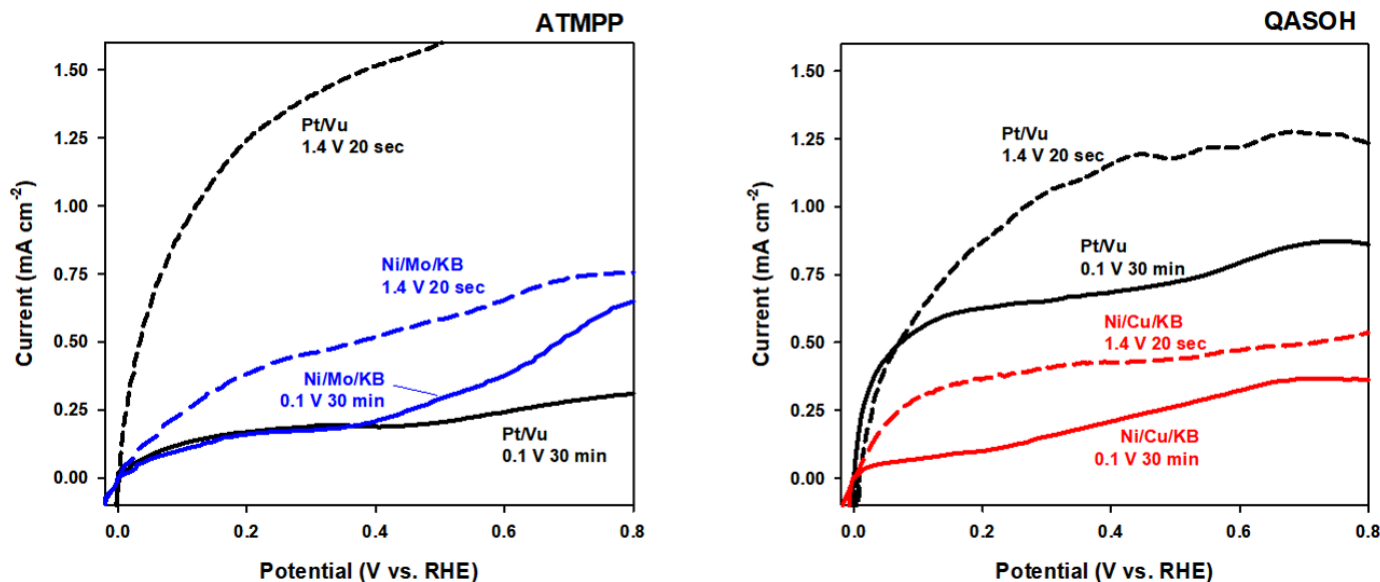 ATMPP
Current (mA cm-2)
1.50
1.25
1.00
0.75
0.50
0.25
0.00
Pt/Vu
1.4 V 20 sec
Ni/Mo/KB
1.4 V 20 sec
Ni/Mo/KB
0.1 V 30 min
Pt/Vu
0.1 V 30 min
0.0 0.2 0.4 0.6 0.8
Potential (V vs. RHE)
QASOH
Current (mA cm-2)
1.50
1.25
1.00
0.75
0.50
0.25
0.00
Pt/Vu
1.4 V 20 sec
Pt/Vu
0.1 V 30 min
Ni/Cu/KB
1.4 V 20 sec
Ni/Cu/KB
0.1 V 30 min
0.0 0.2 0.4 0.6 0.8
Potential (V vs. RHE)